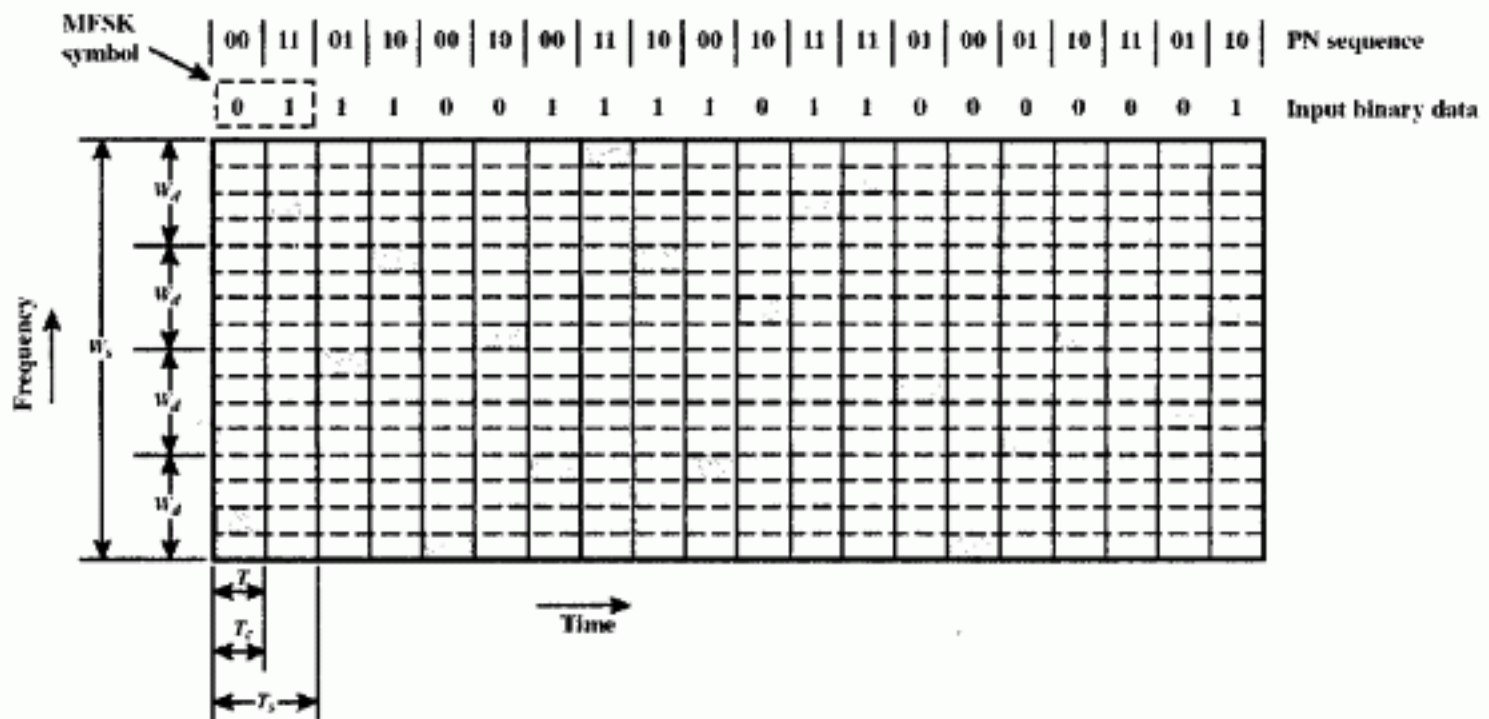 MFSK
symbol
00 11 01 10 00 10 00 11 10 00 10 11 11 01 00 01 10 11 01 10 PN sequence
0 1 1 1 0 0 1 1 1 1 0 1 1 0 0 0 0 0 0 1 Input binary data
Frequency
Ws
Wd
Wd
Wd
Wd
T
Tc
Ts
Time